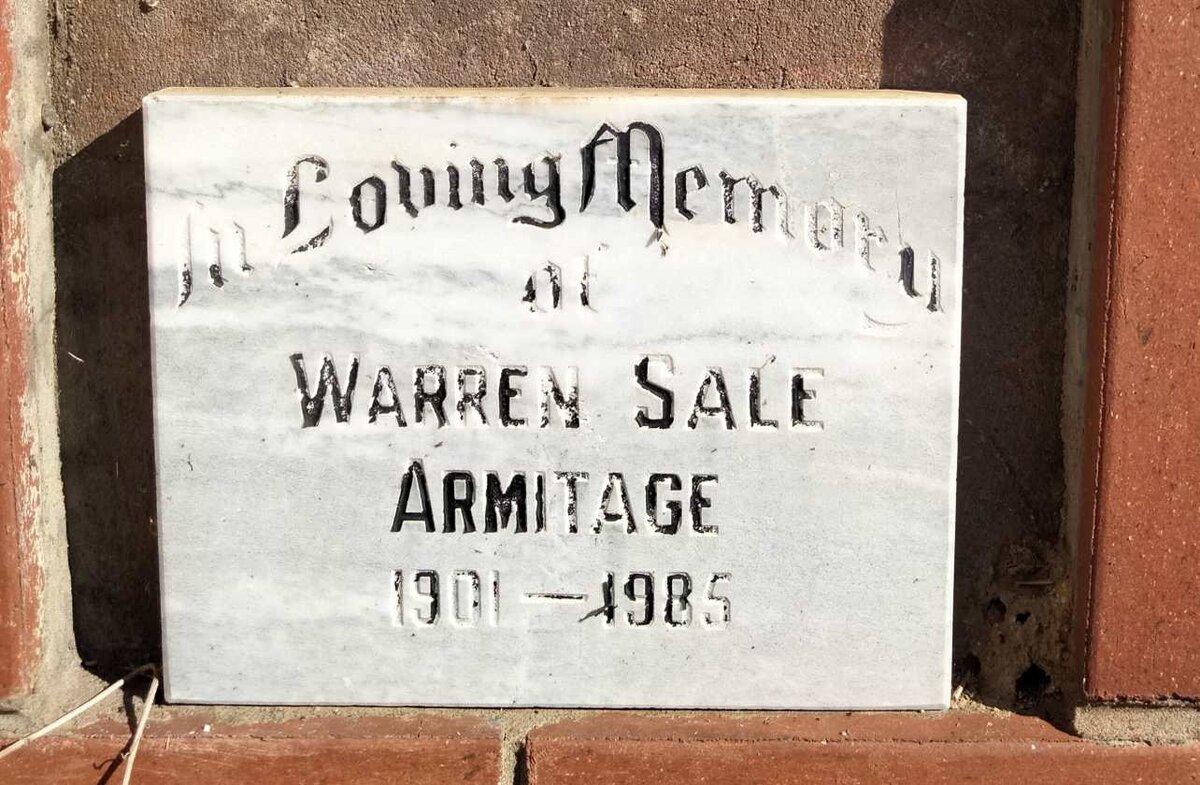 In Loving Memory
of
WARREN SALE
ARMITAGE
1901 — 1985